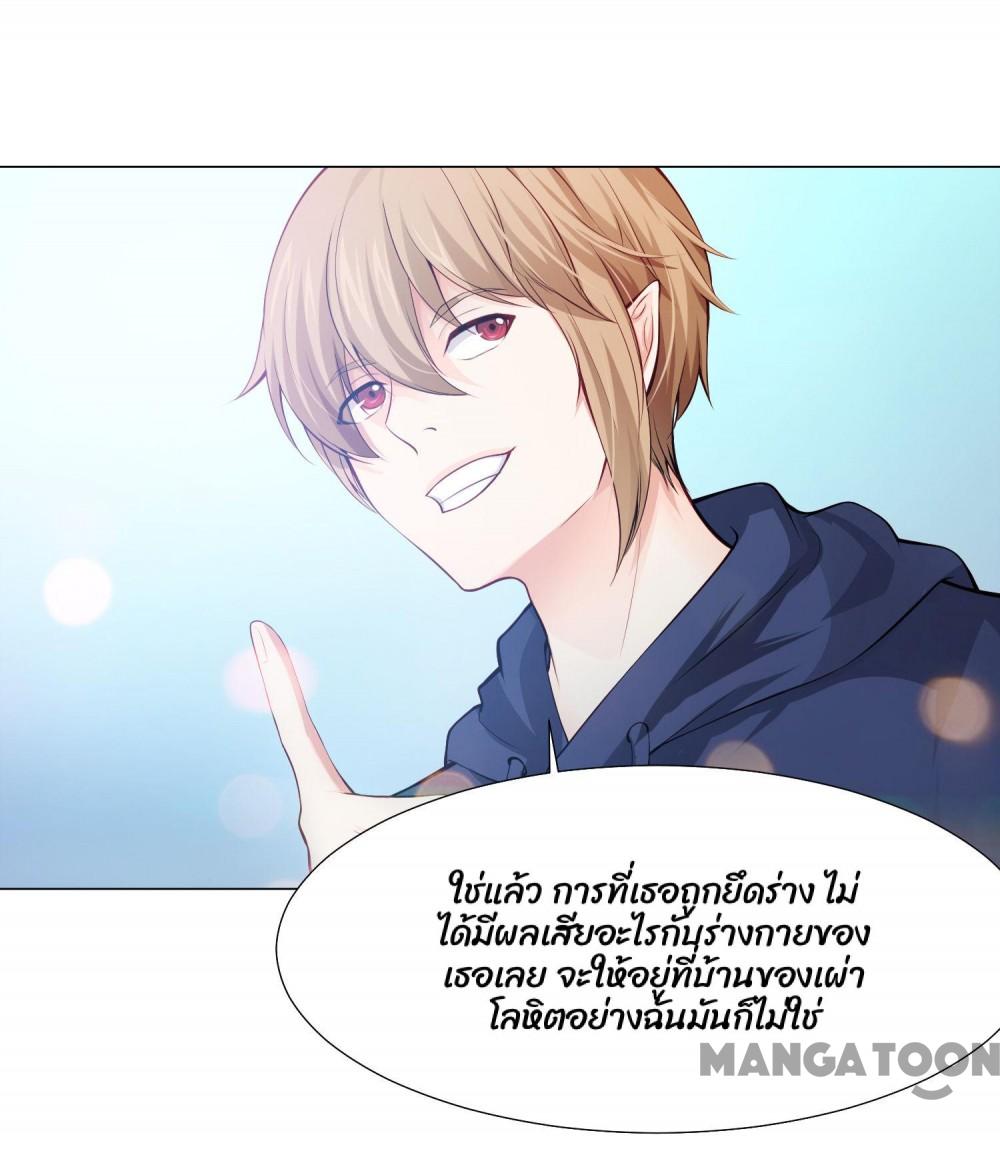 ใช่แล้ว การที่เธอถูกยึดร่าง ไม่
ได้มีผลเสียอะไรกับร่างกายของ
เธอเลย จะให้อยู่ที่บ้านของเผ่า
โลหิตอย่างฉันมันก็ไม่ใช่
MANGATOON